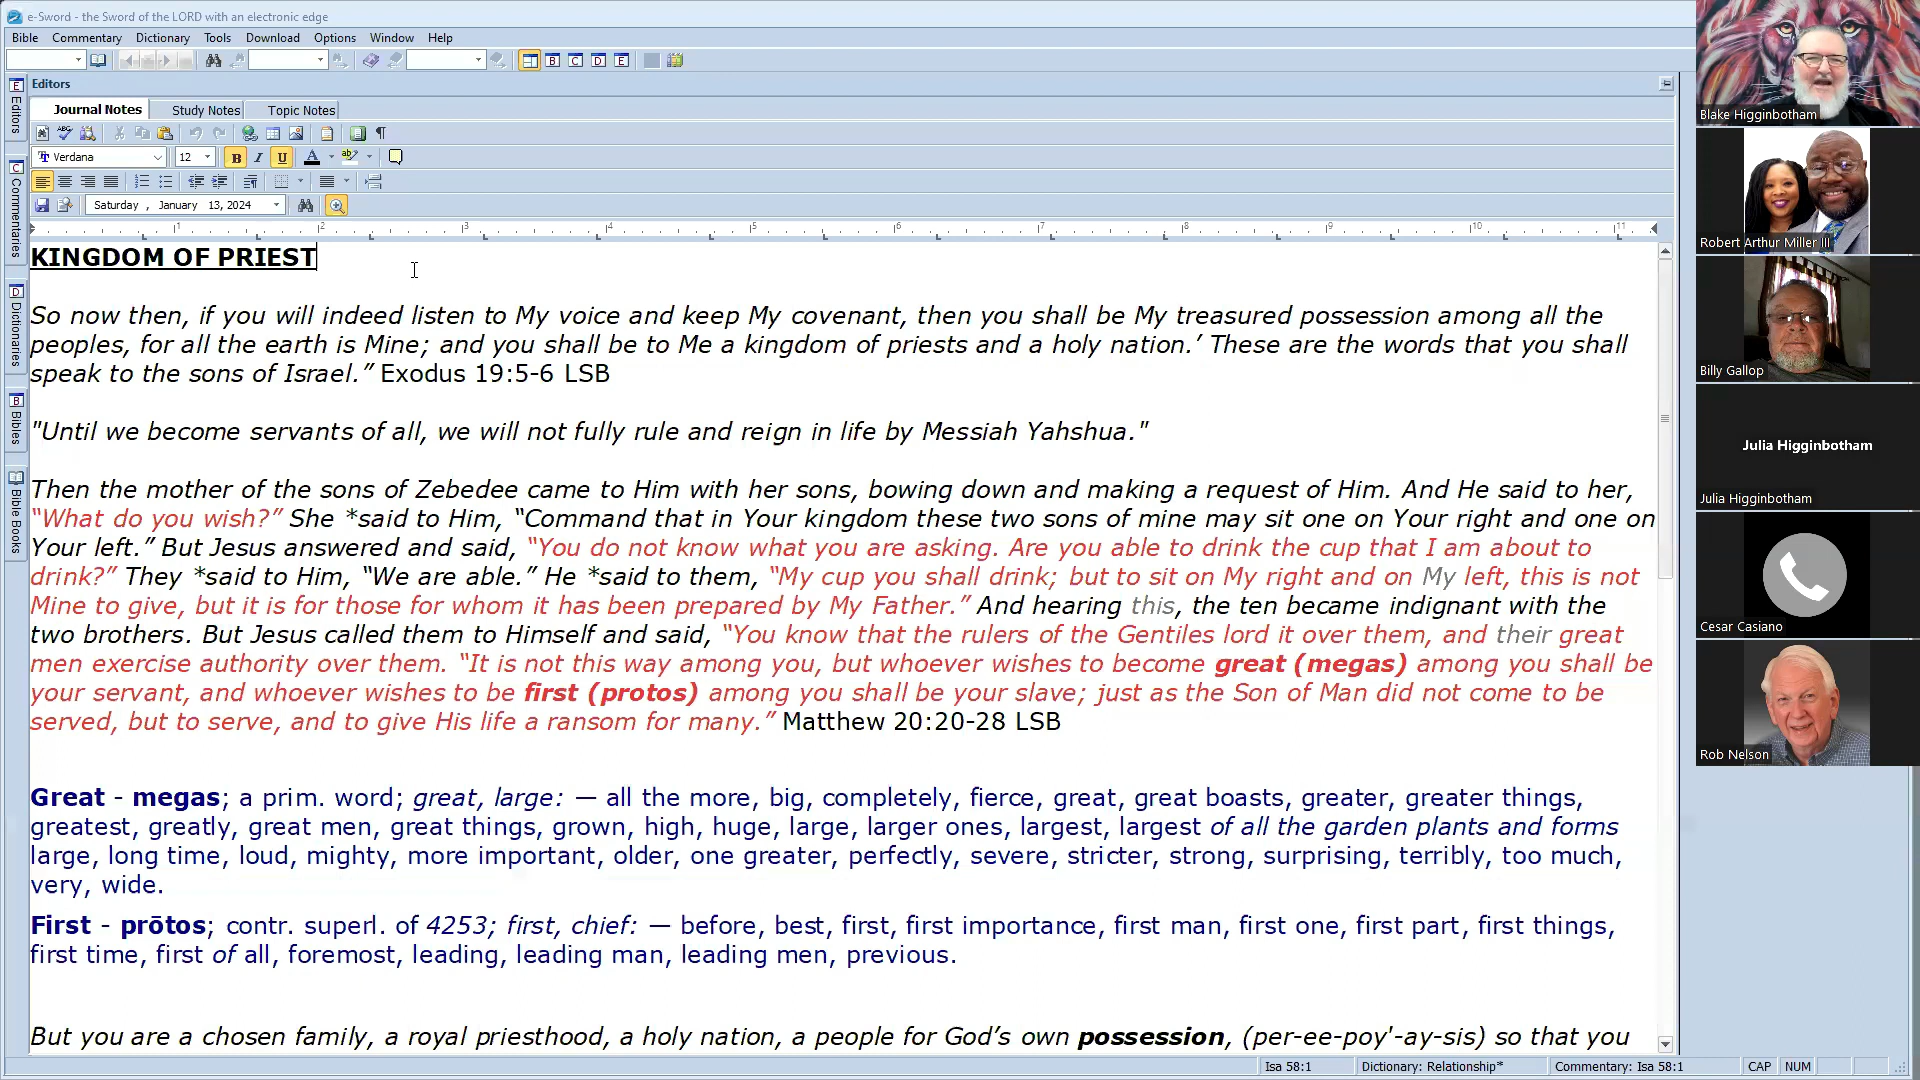 e-Sword - the Sword of the LORD with an electronic edge
Bible Commentary Dictionary Tools Download Options Window Help
B C D E
Editors
Journal Notes Study Notes Topic Notes
Verdana 12 B I U A
Saturday , January 13, 2024
1 2 3 4 5 6 7 8 9 10 11
E Editors
C Commentaries
D Dictionaries
B Bibles
Bible Books
KINGDOM OF PRIEST
So now then, if you will indeed listen to My voice and keep My covenant, then you shall be My treasured possession among all the
peoples, for all the earth is Mine; and you shall be to Me a kingdom of priests and a holy nation.’ These are the words that you shall
speak to the sons of Israel.” Exodus 19:5-6 LSB
"Until we become servants of all, we will not fully rule and reign in life by Messiah Yahshua."
Then the mother of the sons of Zebedee came to Him with her sons, bowing down and making a request of Him. And He said to her,
“What do you wish?” She *said to Him, “Command that in Your kingdom these two sons of mine may sit one on Your right and one on
Your left.” But Jesus answered and said, “You do not know what you are asking. Are you able to drink the cup that I am about to
drink?” They *said to Him, “We are able.” He *said to them, “My cup you shall drink; but to sit on My right and on My left, this is not
Mine to give, but it is for those for whom it has been prepared by My Father.” And hearing this, the ten became indignant with the
two brothers. But Jesus called them to Himself and said, “You know that the rulers of the Gentiles lord it over them, and their great
men exercise authority over them. “It is not this way among you, but whoever wishes to become great (megas) among you shall be
your servant, and whoever wishes to be first (protos) among you shall be your slave; just as the Son of Man did not come to be
served, but to serve, and to give His life a ransom for many.” Matthew 20:20-28 LSB
Great - megas; a prim. word; great, large: — all the more, big, completely, fierce, great, great boasts, greater, greater things,
greatest, greatly, great men, great things, grown, high, huge, large, larger ones, largest, largest of all the garden plants and forms
large, long time, loud, mighty, more important, older, one greater, perfectly, severe, stricter, strong, surprising, terribly, too much,
very, wide.
First - prōtos; contr. superl. of 4253; first, chief: — before, best, first, first importance, first man, first one, first part, first things,
first time, first of all, foremost, leading, leading man, leading men, previous.
But you are a chosen family, a royal priesthood, a holy nation, a people for God’s own possession, (per-ee-poy'-ay-sis) so that you
Isa 58:1 Dictionary: Relationship* Commentary: Isa 58:1 CAP NUM
Blake Higginbotham
Robert Arthur Miller III
Billy Gallop
Julia Higginbotham
Julia Higginbotham
Cesar Casiano
Rob Nelson